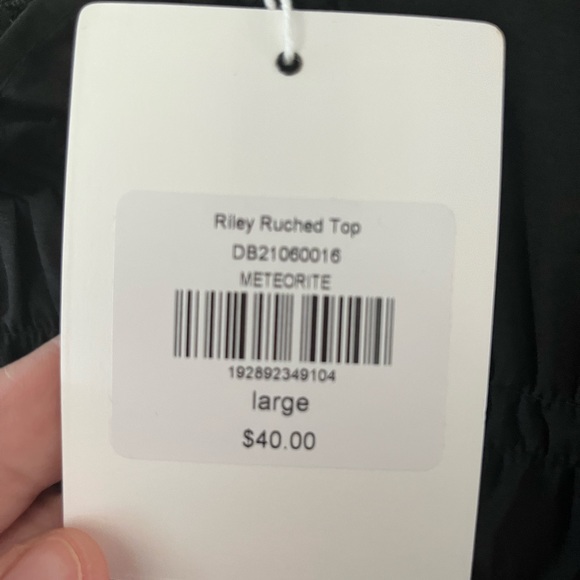 Riley Ruched Top
DB21060016
METEORITE
192892349104
large
$40.00